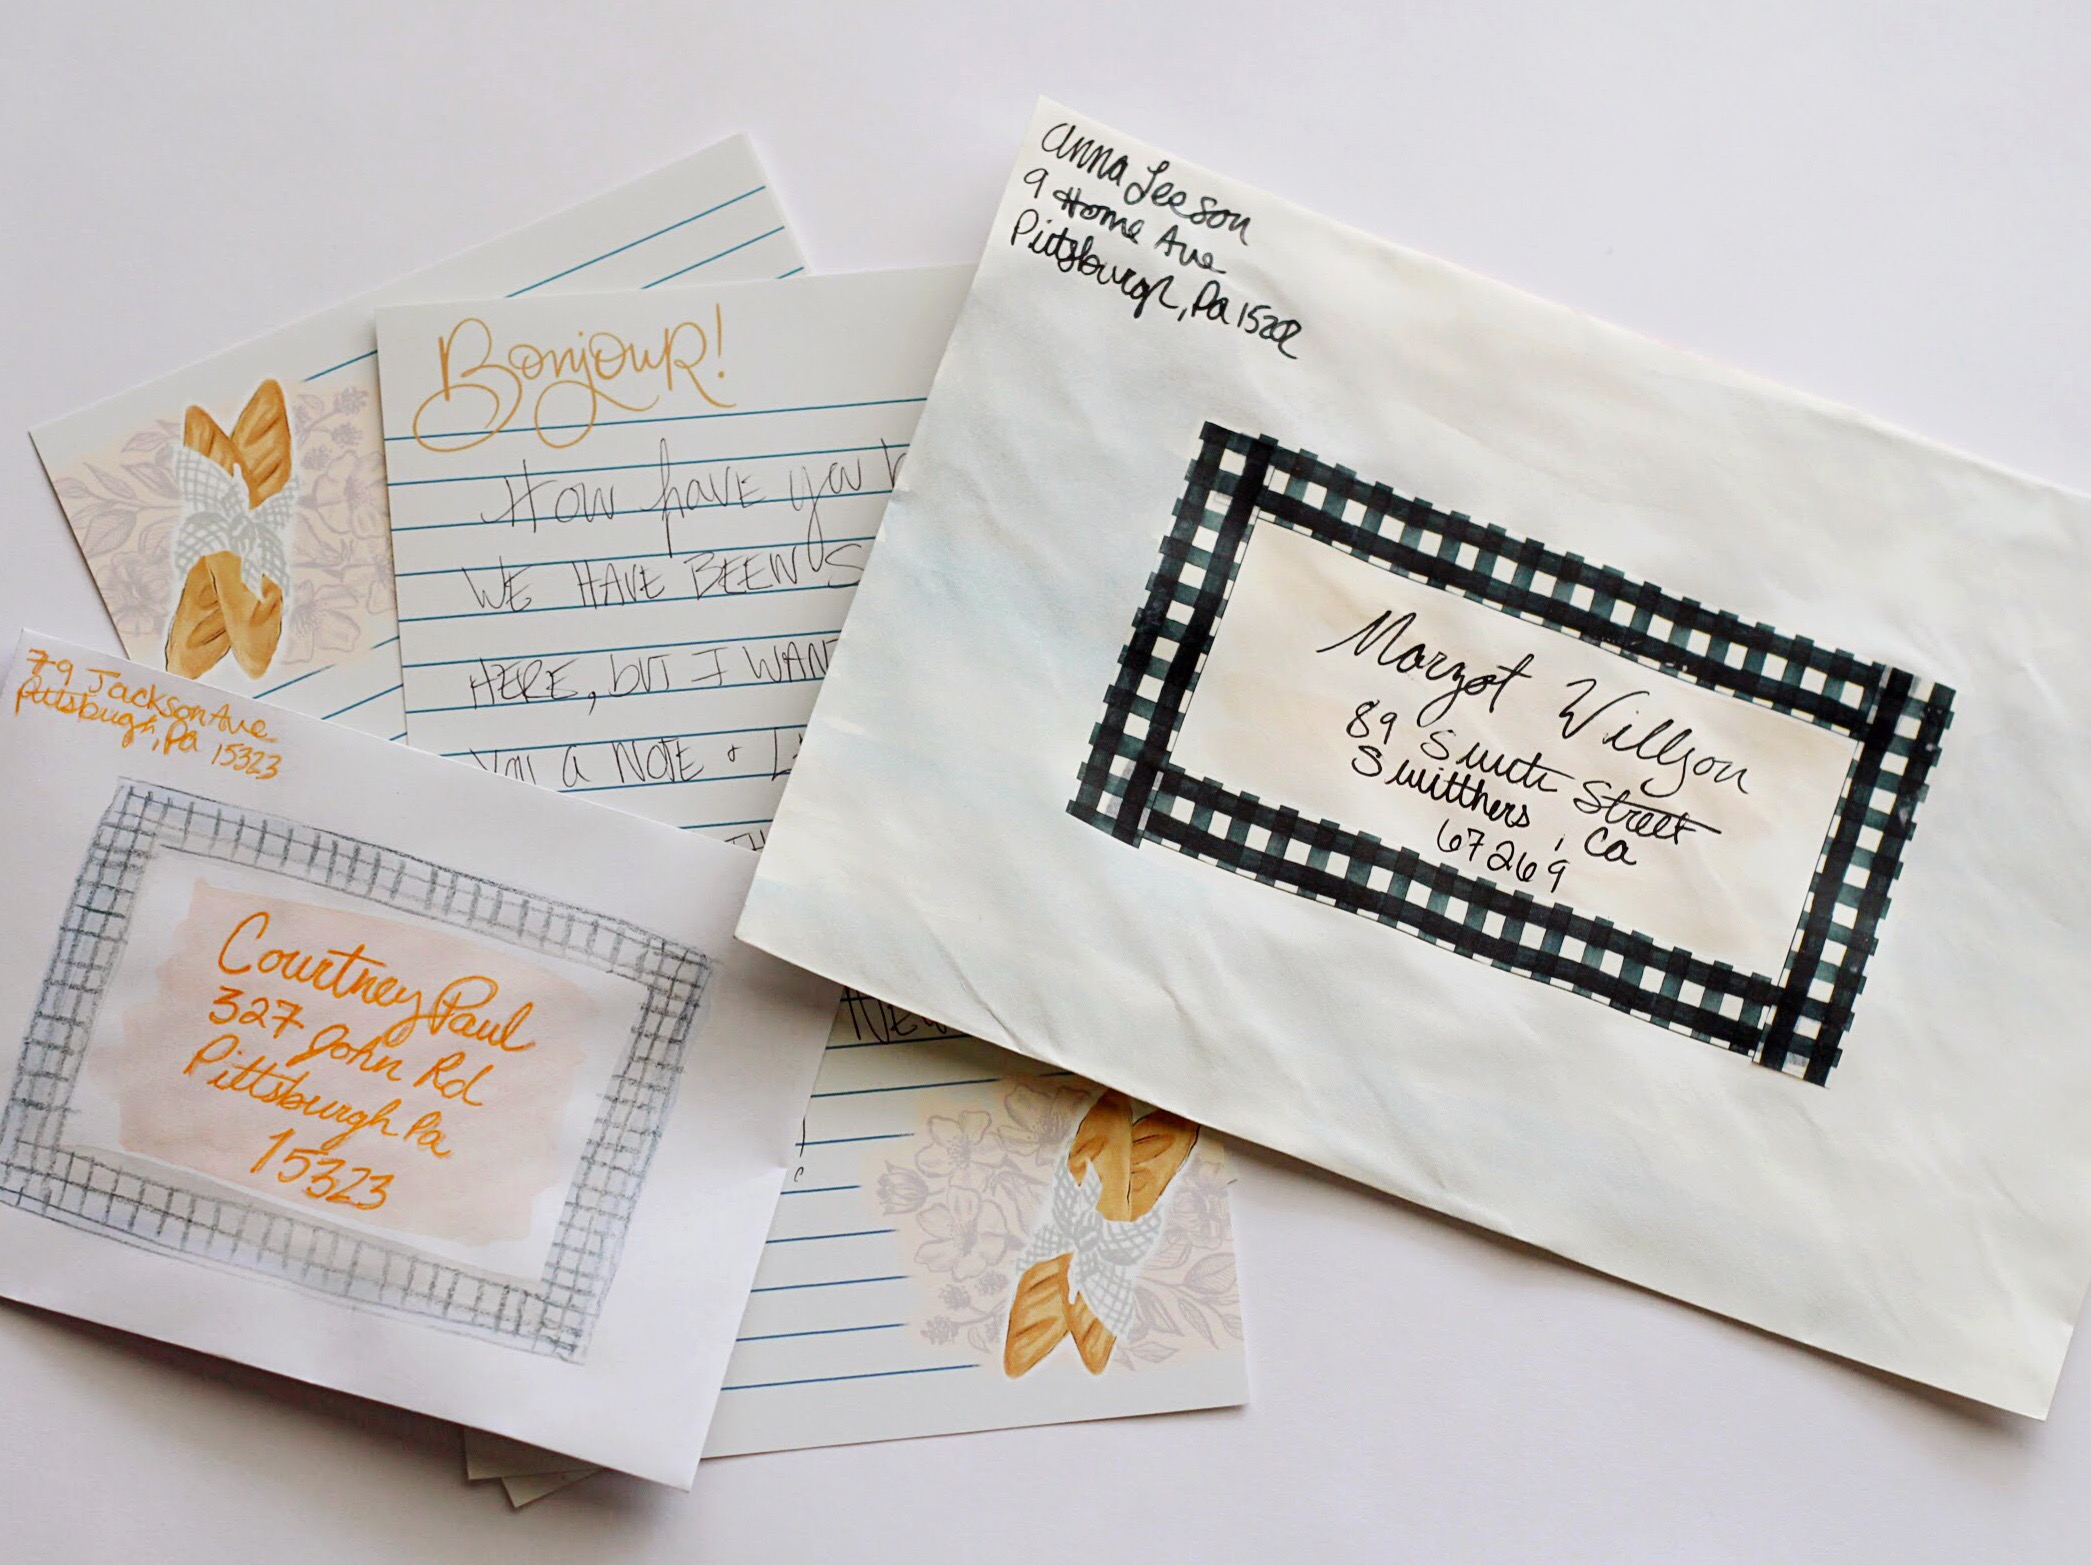 Anna Leeson
9 Home Ave
Pittsburgh, Pa 15202
Bonjour!
How have you
WE HAVE BEEN S
HERE, bUT I WANT
YOU A NOTE + L
79 Jackson Ave
Pittsburgh, Pa 15323
Courtney Paul
327 John Rd
Pittsburgh Pa
15323
Margot Willson
89 Smith Street
Smitthers, Ca
67269